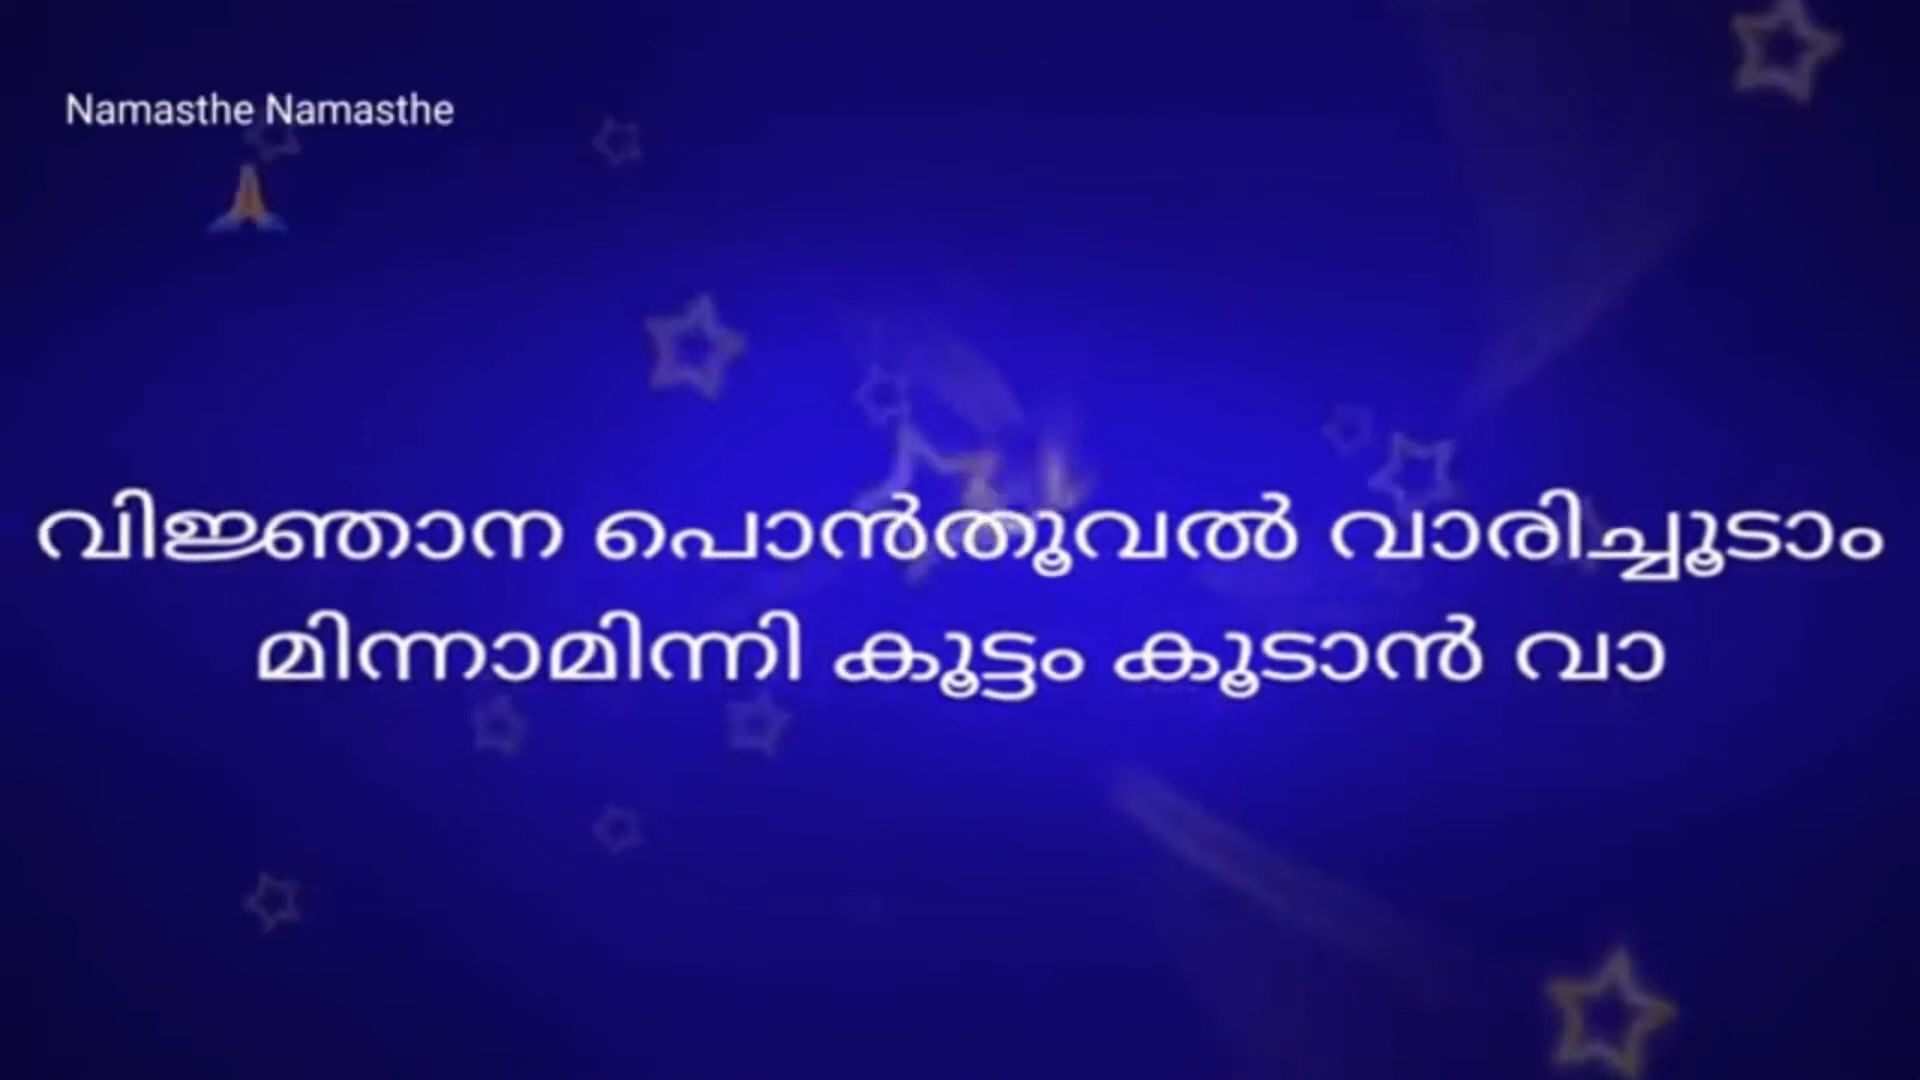 Namasthe Namasthe
🙏
വിജ്ഞാന പൊൻതൂവൽ വാരിച്ചൂടാം
മിന്നാമിന്നി കൂട്ടം കൂടാൻ വാ